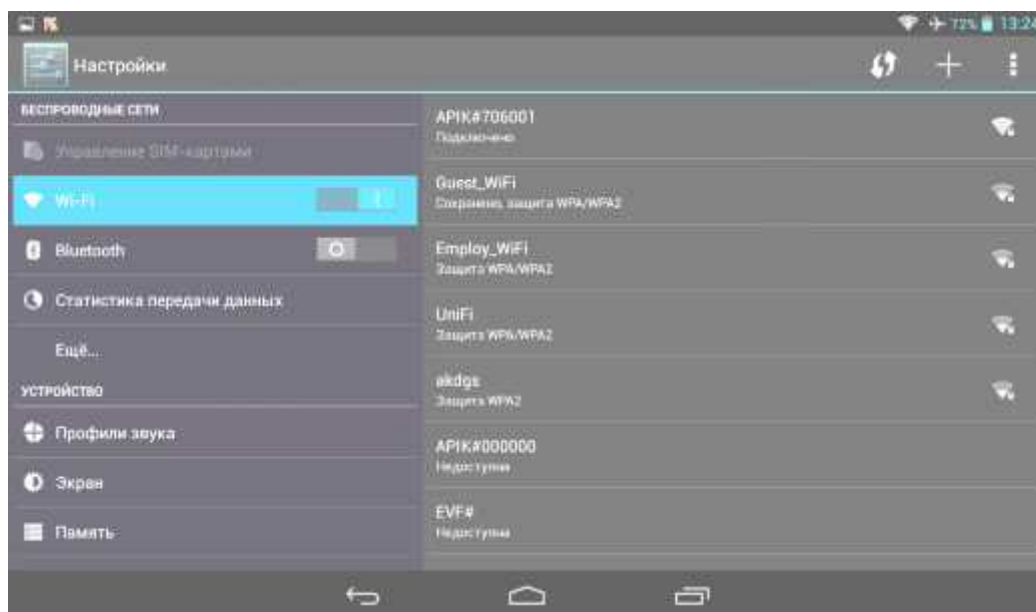 72% 13:24
Настройки
БЕСПРОВОДНЫЕ СЕТИ
Управление SIM-картами
Wi-Fi
Bluetooth
Статистика передачи данных
Ещё...
УСТРОЙСТВО
Профили звука
Экран
Память
APIK#706001
Подключено
Guest_WiFi
Сохранено, защита WPA/WPA2
Employ_WiFi
Защита WPA/WPA2
UniFi
Защита WPA/WPA2
akdgs
Защита WPA2
APIK#000000
Недоступна
EVF#
Недоступна